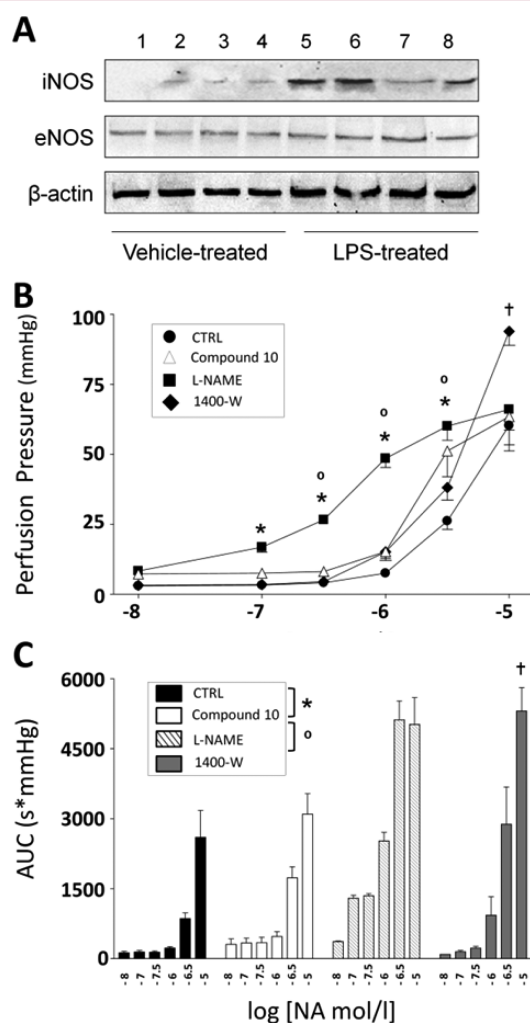 A
1 2 3 4 5 6 7 8
iNOS
eNOS
β-actin
Vehicle-treated LPS-treated
B
Perfusion Pressure (mmHg)
100
75
50
25
0
CTRL
Compound 10
L-NAME
1400-W
*
o
*
o
*
o
*
†
-8 -7 -6 -5
C
AUC (s*mmHg)
6000
4500
3000
1500
0
CTRL
Compound 10
L-NAME
1400-W
*
o
†
-8 -7 -7.5 -6 -6.5 -5 -8 -7 -7.5 -6 -6.5 -5 -8 -7 -7.5 -6 -6.5 -5 -8 -7 -7.5 -6 -6.5 -5
log [NA mol/l]